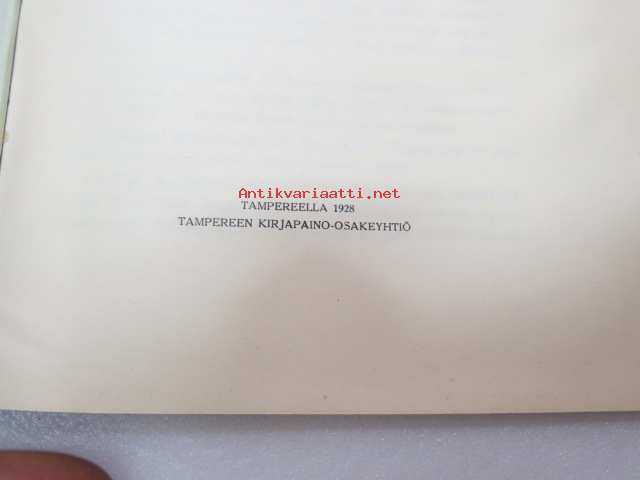 Antikvariaatti.net
TAMPEREELLA 1928
TAMPEREEN KIRJAPAINO-OSAKEYHTIÖ